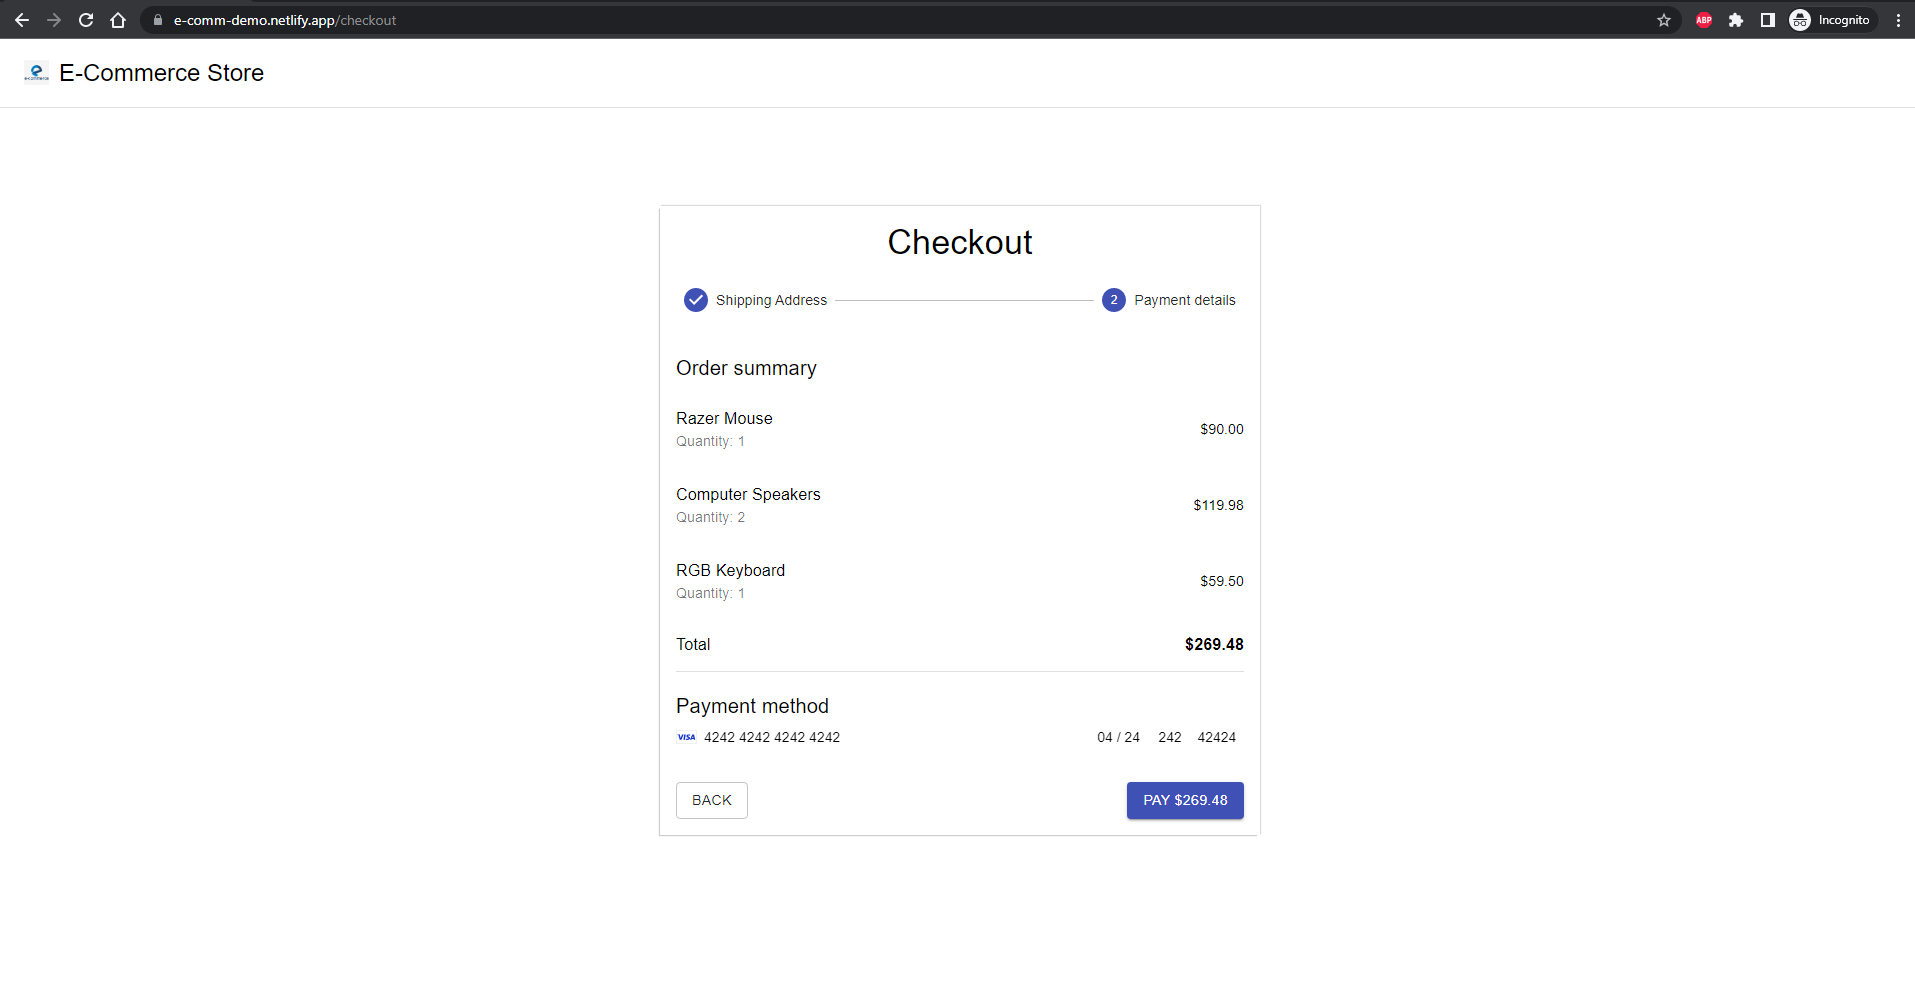 e-comm-demo.netlify.app/checkout
ABP
Incognito
e-commerce
E-Commerce Store
Checkout
Shipping Address
2 Payment details
Order summary
Razer Mouse
Quantity: 1
$90.00
Computer Speakers
Quantity: 2
$119.98
RGB Keyboard
Quantity: 1
$59.50
Total $269.48
Payment method
VISA 4242 4242 4242 4242 04 / 24 242 42424
BACK PAY $269.48